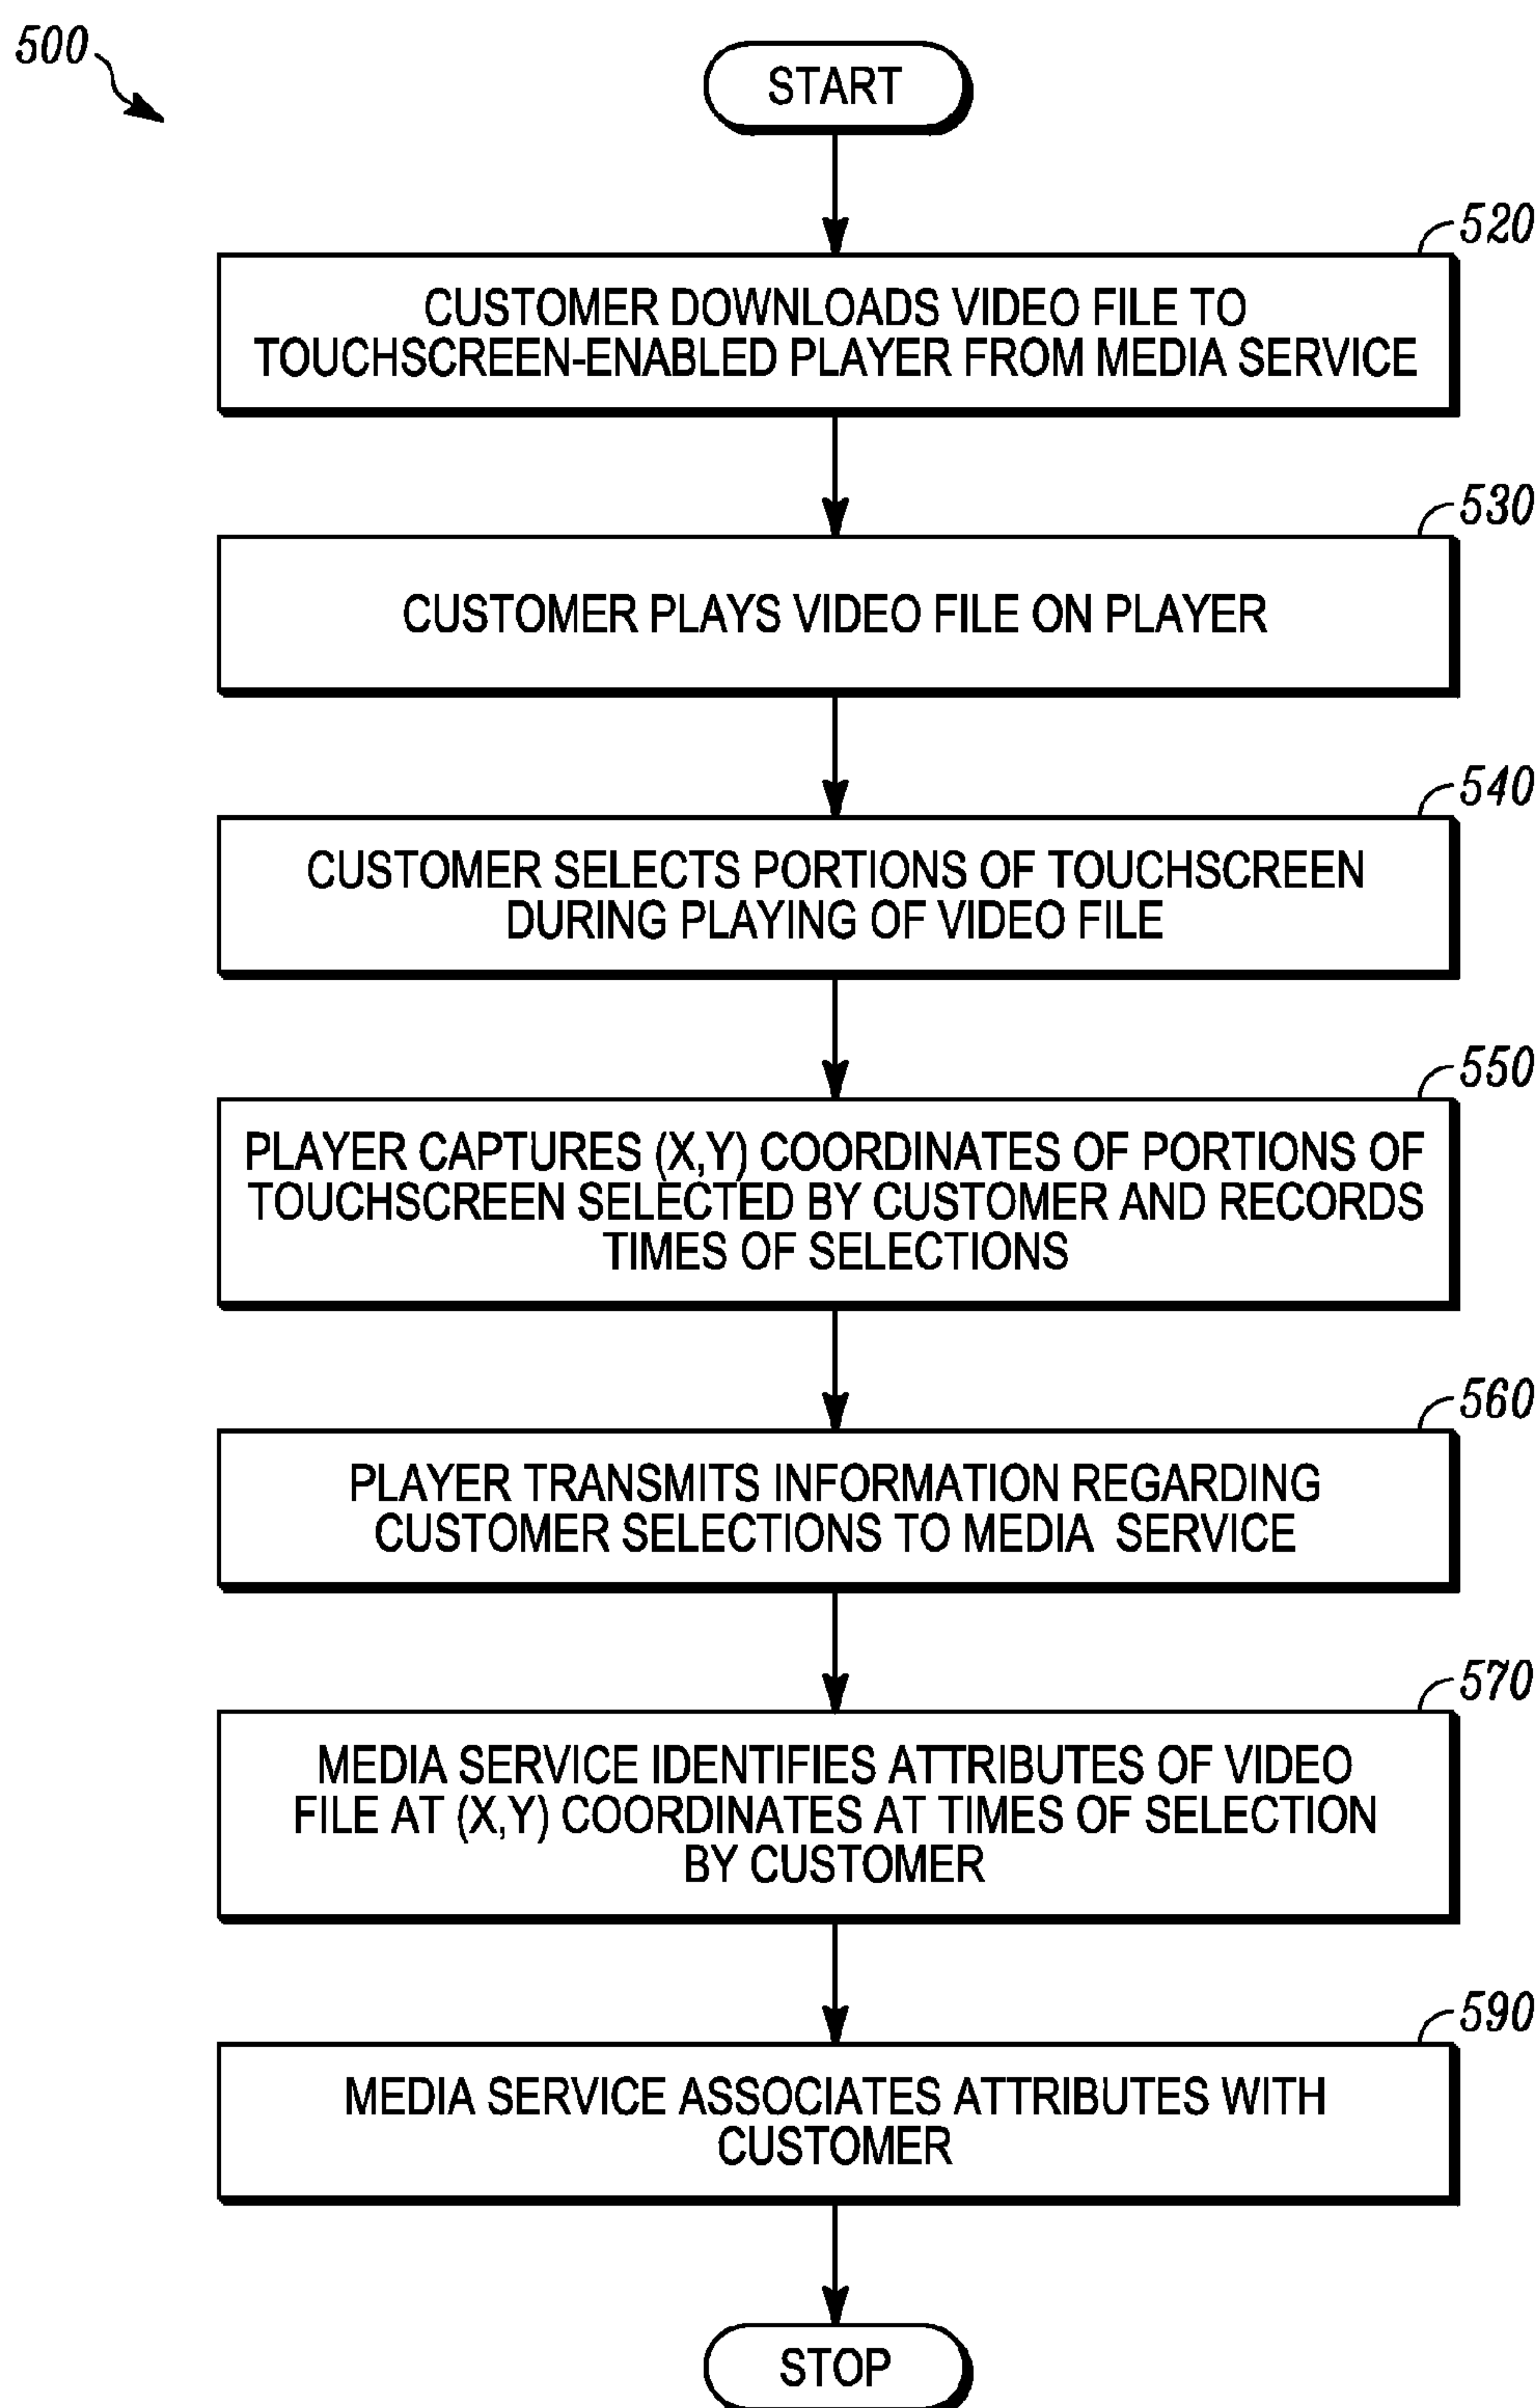 500
START
520
CUSTOMER DOWNLOADS VIDEO FILE TO
TOUCHSCREEN-ENABLED PLAYER FROM MEDIA SERVICE
530
CUSTOMER PLAYS VIDEO FILE ON PLAYER
540
CUSTOMER SELECTS PORTIONS OF TOUCHSCREEN
DURING PLAYING OF VIDEO FILE
550
PLAYER CAPTURES (X,Y) COORDINATES OF PORTIONS OF
TOUCHSCREEN SELECTED BY CUSTOMER AND RECORDS
TIMES OF SELECTIONS
560
PLAYER TRANSMITS INFORMATION REGARDING
CUSTOMER SELECTIONS TO MEDIA SERVICE
570
MEDIA SERVICE IDENTIFIES ATTRIBUTES OF VIDEO
FILE AT (X,Y) COORDINATES AT TIMES OF SELECTION
BY CUSTOMER
590
MEDIA SERVICE ASSOCIATES ATTRIBUTES WITH
CUSTOMER
STOP